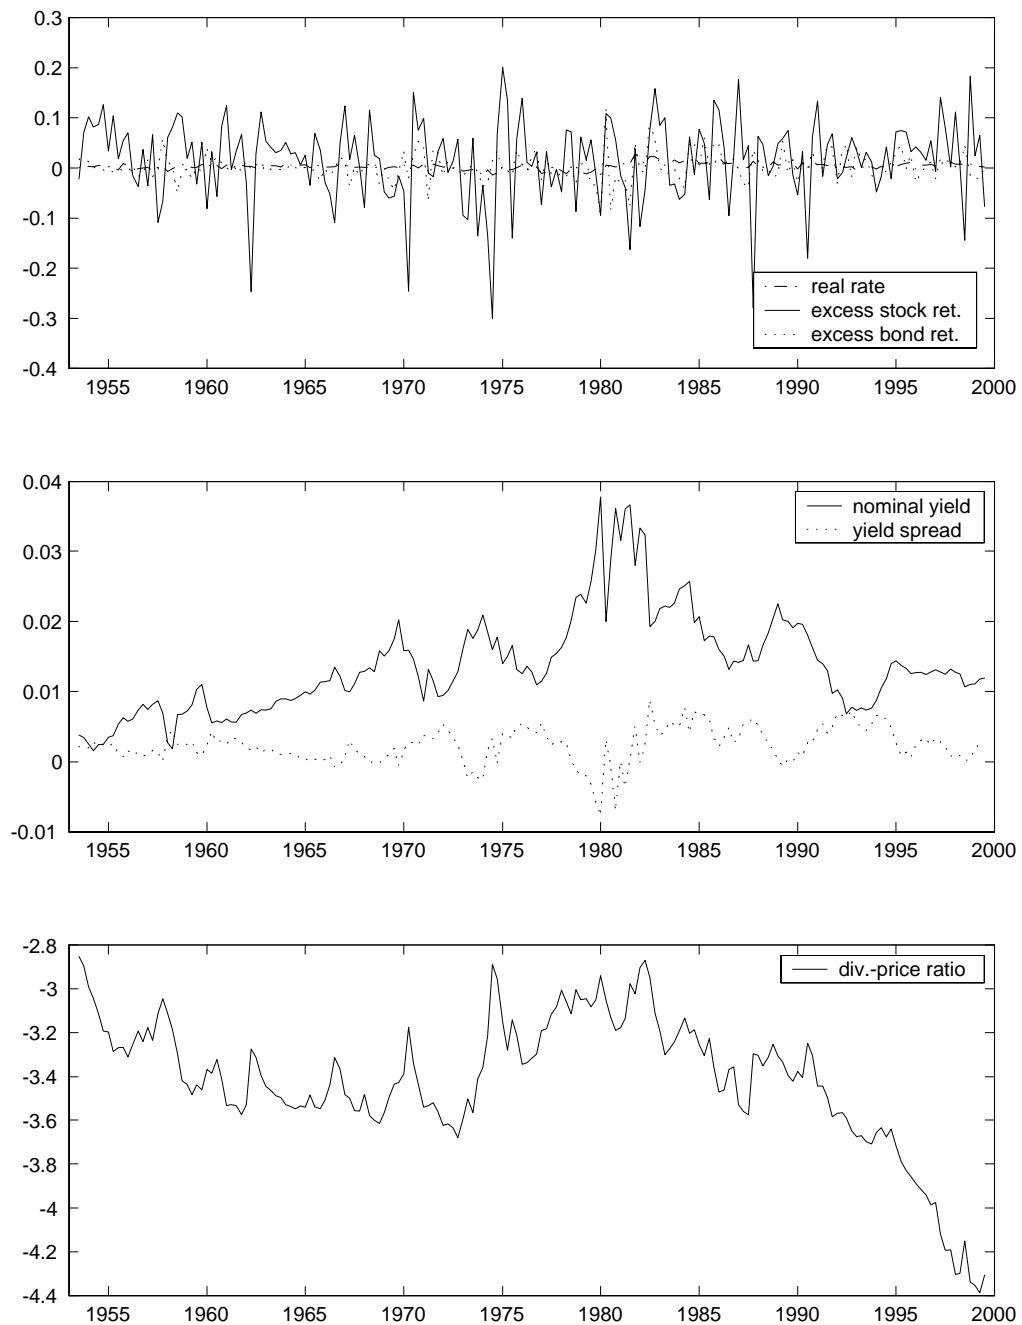 0.3
0.2
0.1
0
-0.1
-0.2
-0.3
-0.4
real rate
excess stock ret.
excess bond ret.
1955 1960 1965 1970 1975 1980 1985 1990 1995 2000
0.04
0.03
0.02
0.01
0
-0.01
nominal yield
yield spread
1955 1960 1965 1970 1975 1980 1985 1990 1995 2000
-2.8
-3
-3.2
-3.4
-3.6
-3.8
-4
-4.2
-4.4
div.-price ratio
1955 1960 1965 1970 1975 1980 1985 1990 1995 2000